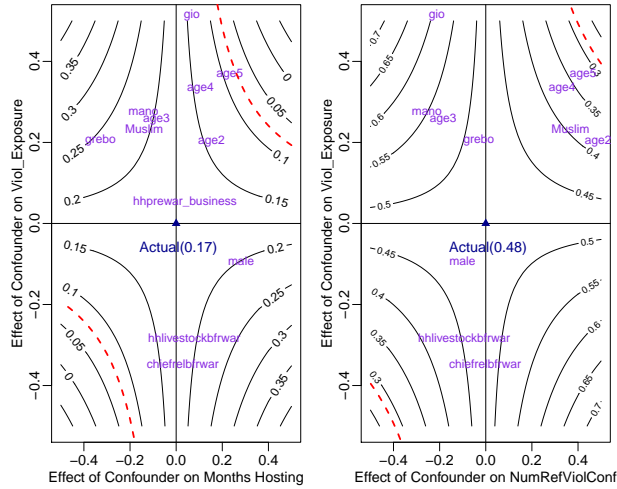 Effect of Confounder on Viol_Exposure
0.4
0.2
0.0
−0.2
−0.4
gio
age5
age4
mano
age3
Muslim
grebo
age2
hhprewar_business
Actual(0.17)
male
hhlivestockbfrwar
chiefrelbfrwar
0.35
0.3
0.25
0.2
0
0.05
0.1
0.15
0.15
0.1
0.05
0
0.2
0.25
0.3
0.35
−0.4 −0.2 0.0 0.2 0.4
Effect of Confounder on Months Hosting
Effect of Confounder on Viol_Exposure
0.4
0.2
0.0
−0.2
−0.4
gio
age5
age4
mano
age3
Muslim
grebo
age2
Actual(0.48)
male
hhlivestockbfrwar
chiefrelbfrwar
0.7
0.65
0.6
0.55
0.5
0.3
0.35
0.4
0.45
0.45
0.4
0.35
0.3
0.5
0.55
0.6
0.65
0.7
−0.4 −0.2 0.0 0.2 0.4
Effect of Confounder on NumRefViolConf